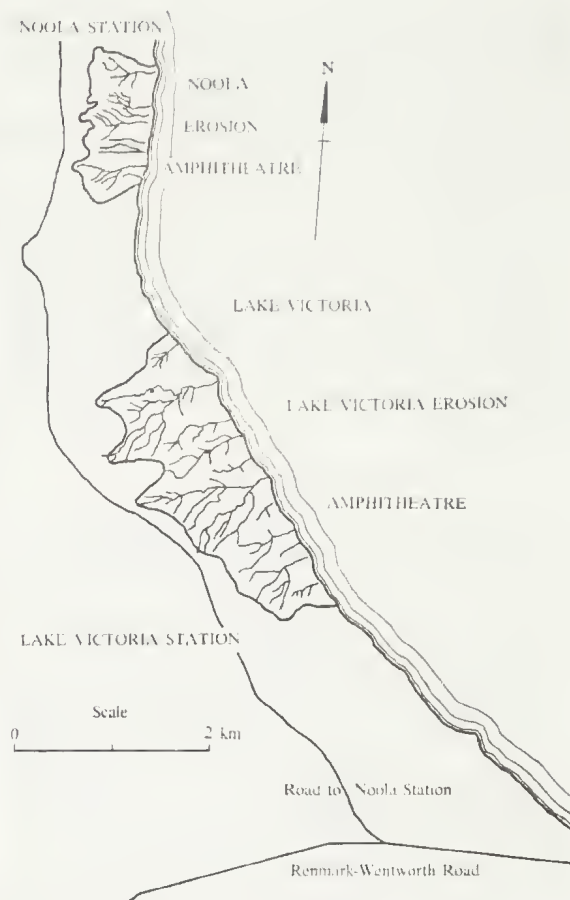 NOOLA STATION
N
NOOLA
EROSION
AMPHITHEATRE
LAKE VICTORIA
LAKE VICTORIA EROSION
AMPHITHEATRE
LAKE VICTORIA STATION
Scale
0 2 km
Road to Noola Station
Renmark-Wentworth Road